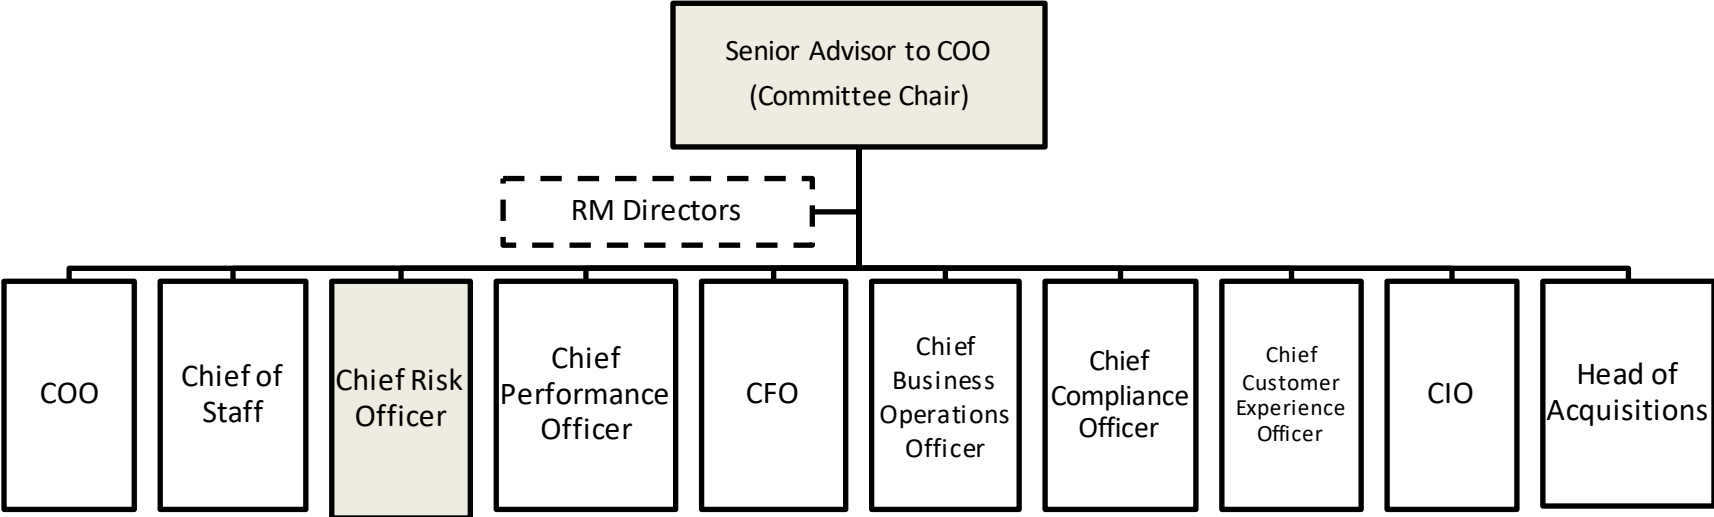 Senior Advisor to COO
(Committee Chair)
RM Directors
COO
Chief of
Staff
Chief Risk
Officer
Chief
Performance
Officer
CFO
Chief
Business
Operations
Officer
Chief
Compliance
Officer
Chief
Customer
Experience
Officer
CIO
Head of
Acquisitions